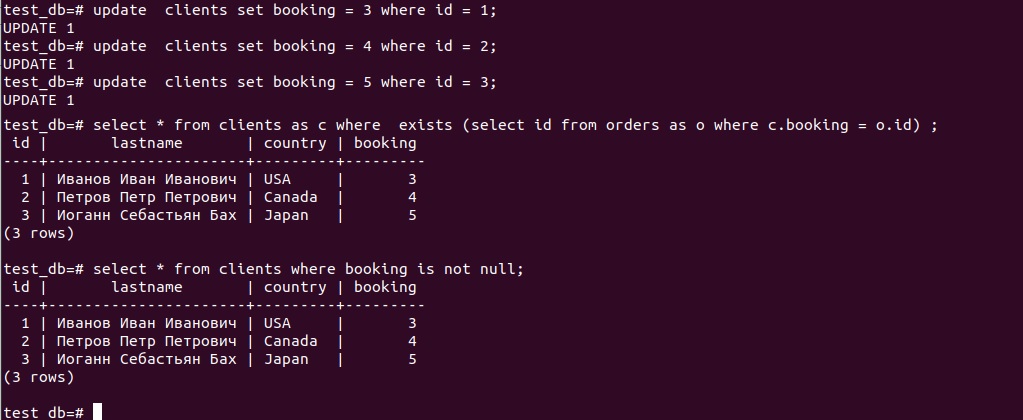 test_db=# update  clients set booking = 3 where id = 1;
UPDATE 1
test_db=# update  clients set booking = 4 where id = 2;
UPDATE 1
test_db=# update  clients set booking = 5 where id = 3;
UPDATE 1
test_db=# select * from clients as c where  exists (select id from orders as o where c.booking = o.id) ;
 id |       lastname       | country | booking
----+----------------------+---------+---------
  1 | Иванов Иван Иванович | USA     |       3
  2 | Петров Петр Петрович | Canada  |       4
  3 | Иоганн Себастьян Бах | Japan   |       5
(3 rows)
test_db=# select * from clients where booking is not null;
 id |       lastname       | country | booking
----+----------------------+---------+---------
  1 | Иванов Иван Иванович | USA     |       3
  2 | Петров Петр Петрович | Canada  |       4
  3 | Иоганн Себастьян Бах | Japan   |       5
(3 rows)
test_db=#